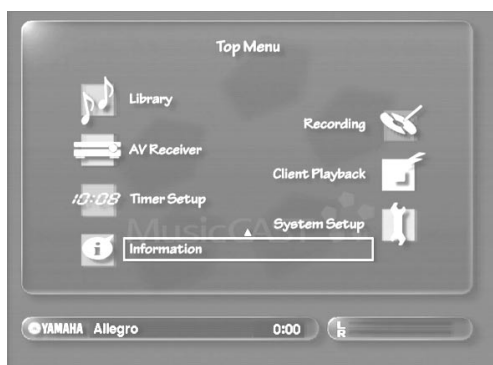 Top Menu
Library
Recording
AV Receiver
Client Playback
10:08 Timer Setup
System Setup
MusicCAST
i Information
YAMAHA Allegro 0:00 L
R